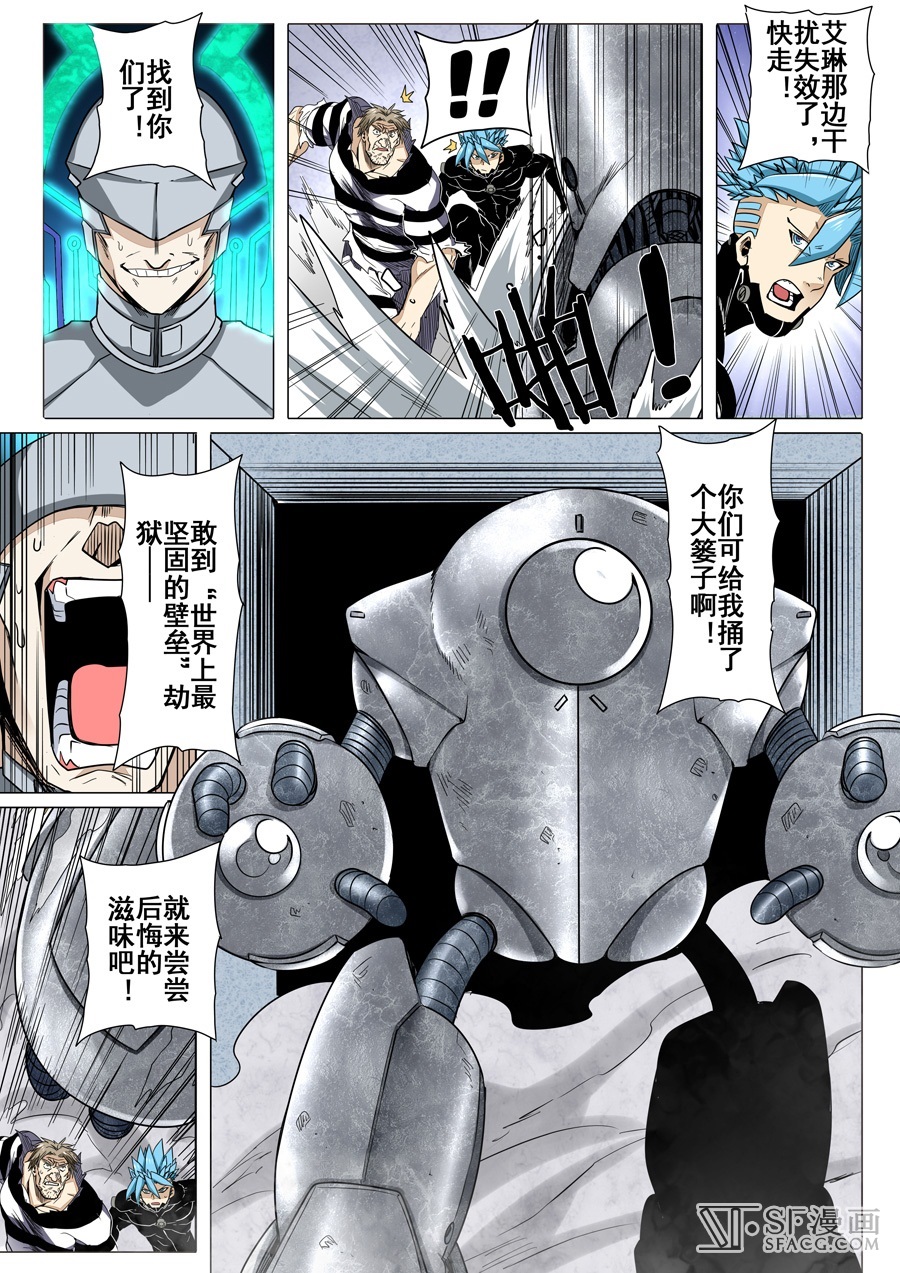 艾琳那边干
扰失效了，
快走！
!!
啪！
找到你
们了！
你们可给我捅了
个大篓子啊！
敢到“世界上最
坚固的壁垒”劫
狱——
就来尝尝
后悔的
滋味吧！
SF漫画
SFACG.COM